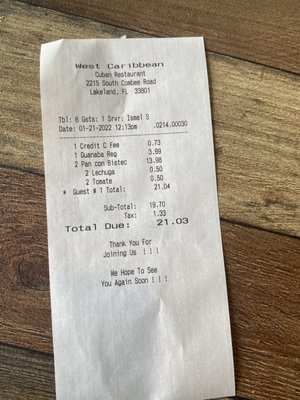 West Caribbean
Cuban Restaurant
2215 South Combee Road
Lakeland, FL 33801
Tbl: 6 Gsts: 1 Srvr: Ismel S
Date: 01-21-2022 12:13pm .0214.00030
1 Credit C Fee 0.73
1 Guanaba Reg 3.99
2 Pan con Bistec 13.98
2 Lechuga 0.50
2 Tomate 0.50
* Guest # 1 Total: 21.04
Sub-Total: 19.70
Tax: 1.33
Total Due: 21.03
Thank You For
Joining Us ! ! !
We Hope To See
You Again Soon ! ! !